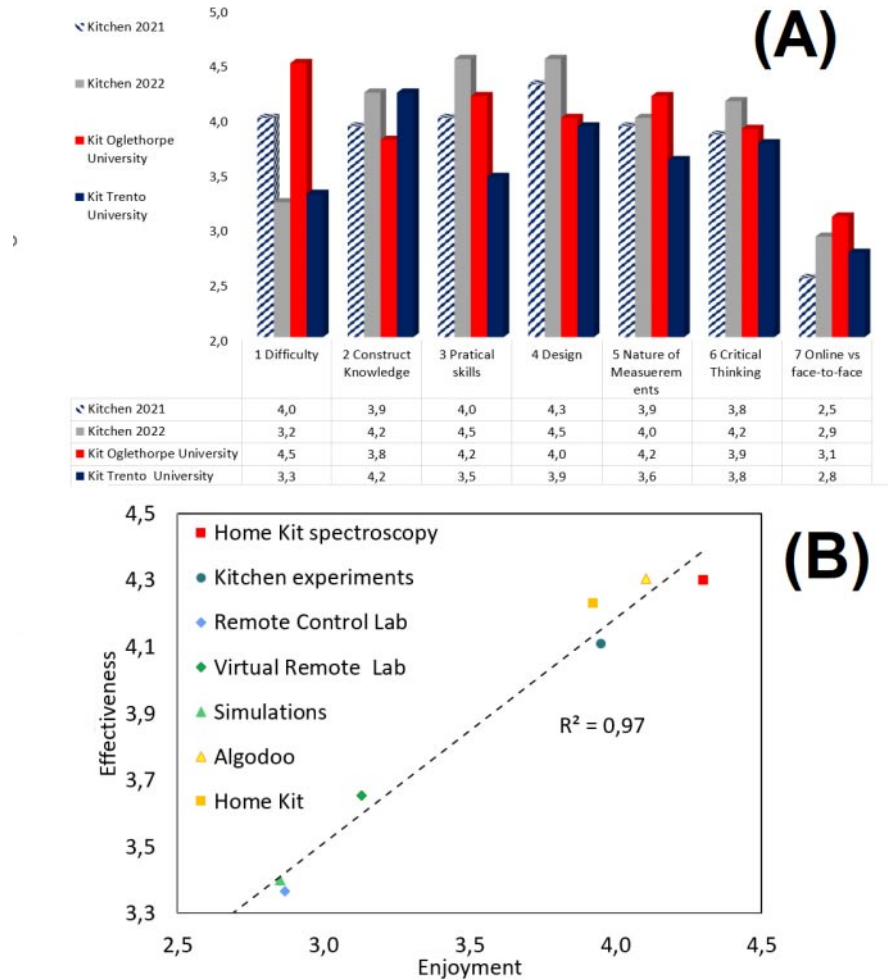 (A)
Kitchen 2021
Kitchen 2022
Kit Oglethorpe
University
Kit Trento
University
5,0
4,5
4,0
3,5
3,0
2,5
2,0
1 Difficulty
2 Construct
Knowledge
3 Pratical
skills
4 Design
5 Nature of
Measuerem
ents
6 Critical
Thinking
7 Online vs
face-to-face
Kitchen 2021 4,0 3,9 4,0 4,3 3,9 3,8 2,5
Kitchen 2022 3,2 4,2 4,5 4,5 4,0 4,2 2,9
Kit Oglethorpe University 4,5 3,8 4,2 4,0 4,2 3,9 3,1
Kit Trento University 3,3 4,2 3,5 3,9 3,6 3,8 2,8
(B)
Effectiveness
4,5
4,3
4,1
3,9
3,7
3,5
3,3
Home Kit spectroscopy
Kitchen experiments
Remote Control Lab
Virtual Remote Lab
Simulations
Algodoo
Home Kit
R² = 0,97
2,5 3,0 3,5 4,0 4,5
Enjoyment